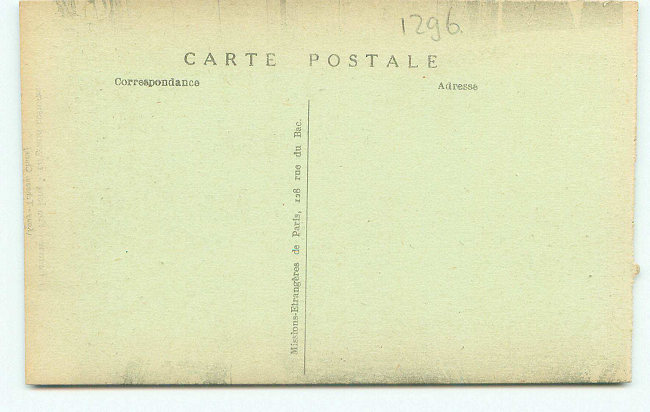 1296.
CARTE POSTALE
Correspondance
Adresse
Missions-Etrangères de Paris, 128 rue du Bac.